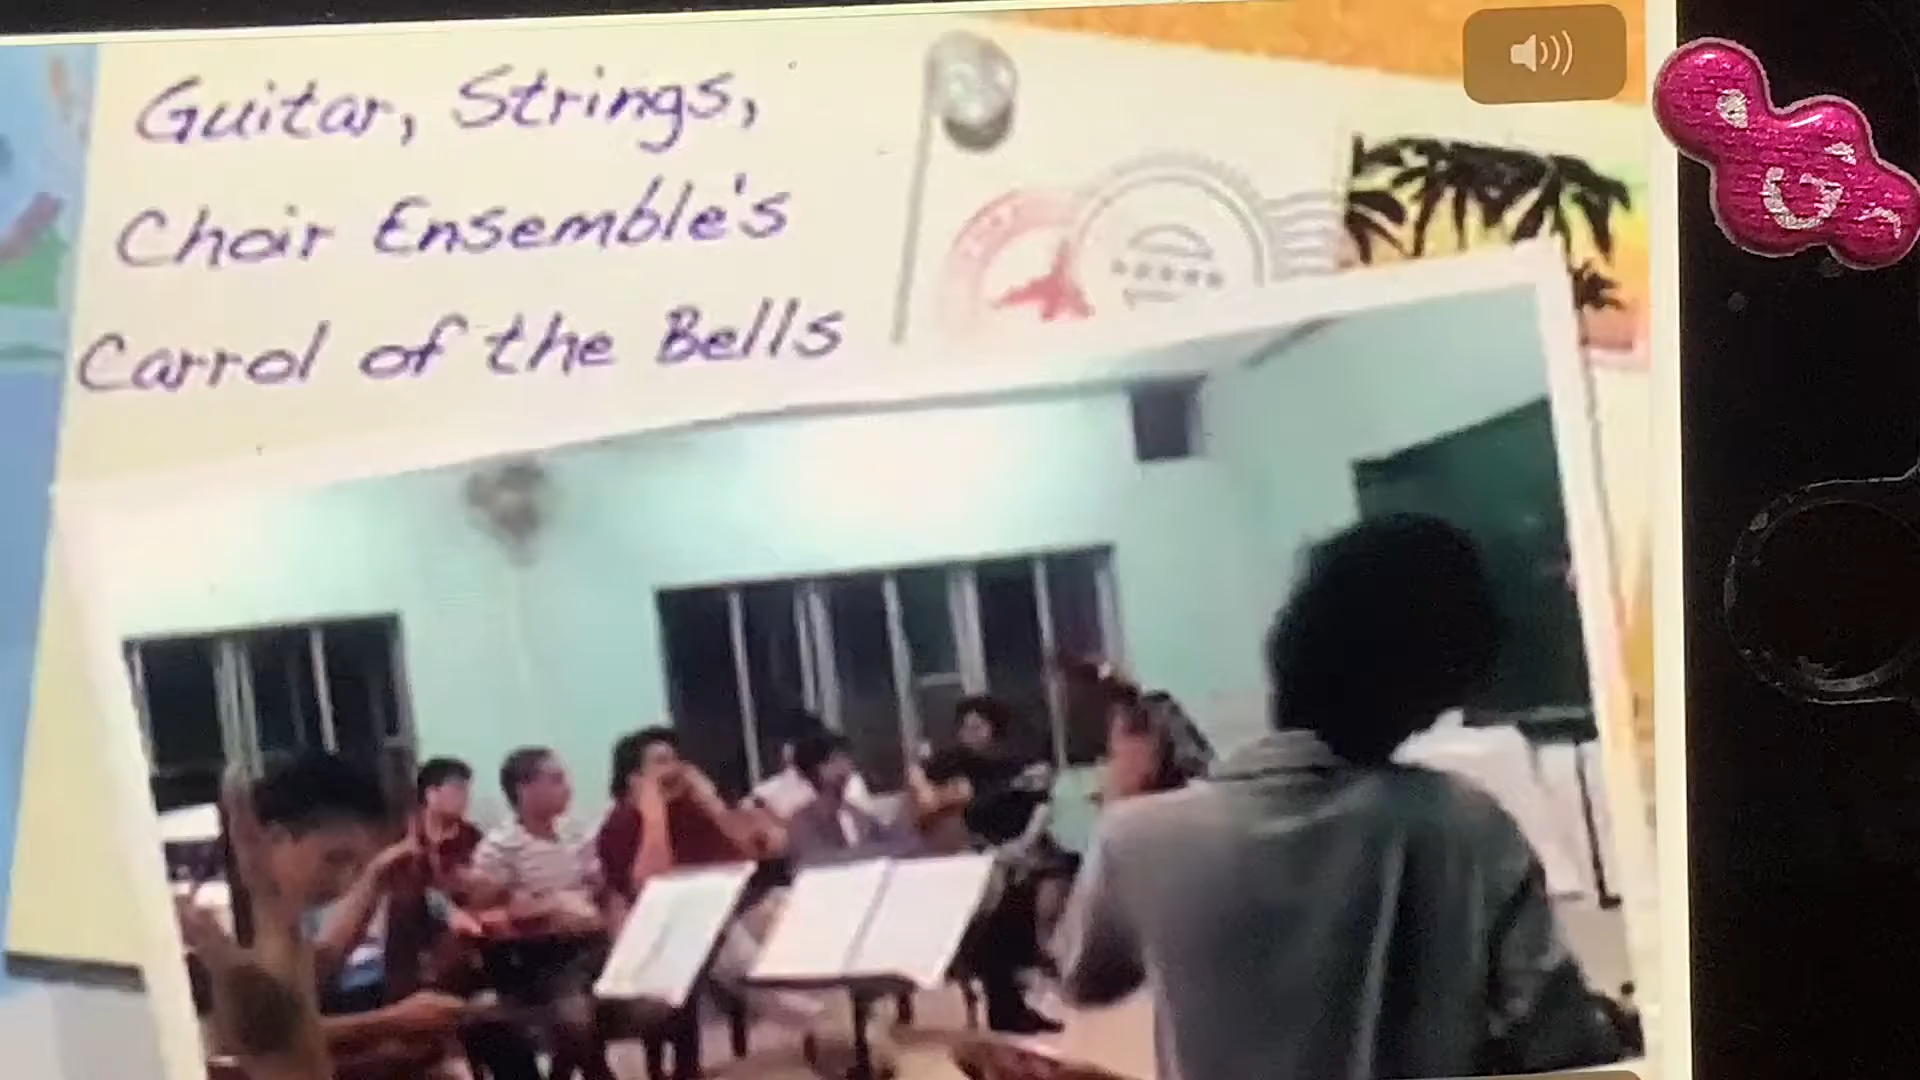 Guitar, Strings,
Choir Ensemble's
Carrol of the Bells